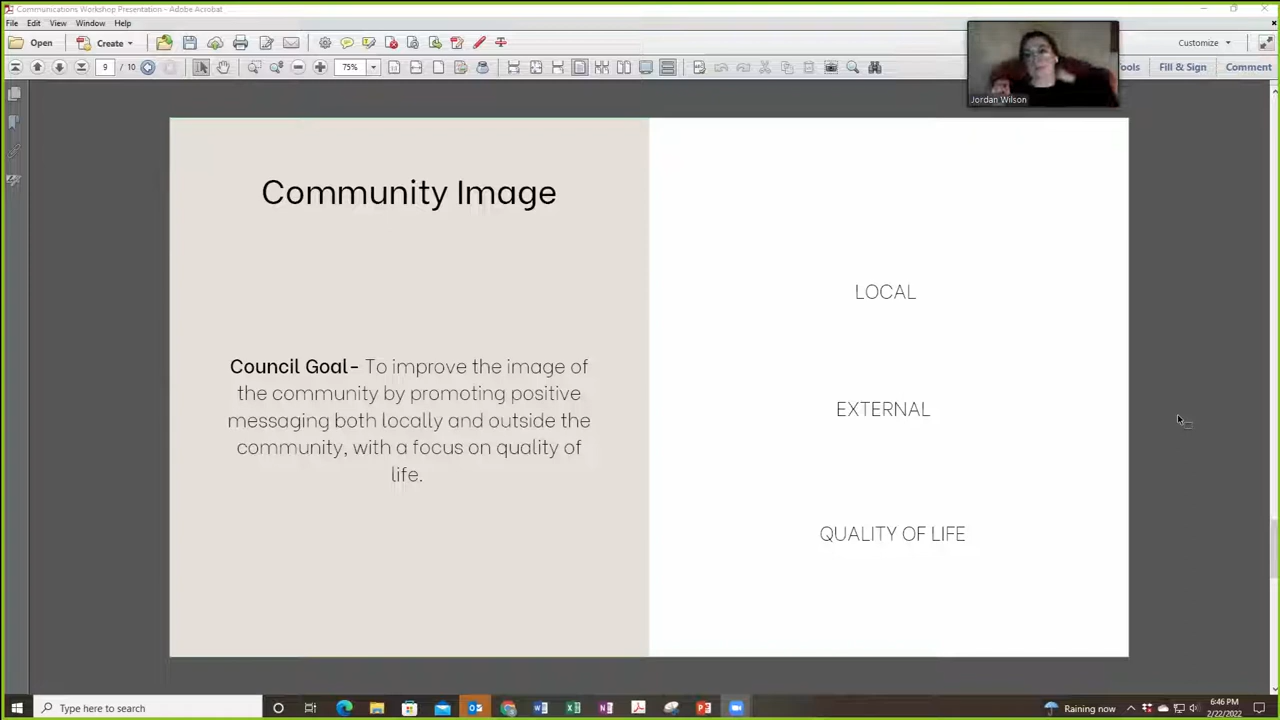 Communications Workshop Presentation - Adobe Acrobat
File Edit View Window Help
Open Create Customize
9 / 10 75% Tools Fill & Sign Comment
Jordan Wilson
Community Image
Council Goal- To improve the image of
the community by promoting positive
messaging both locally and outside the
community, with a focus on quality of
life.
LOCAL
EXTERNAL
QUALITY OF LIFE
Type here to search
Raining now
6:46 PM
2/22/2022